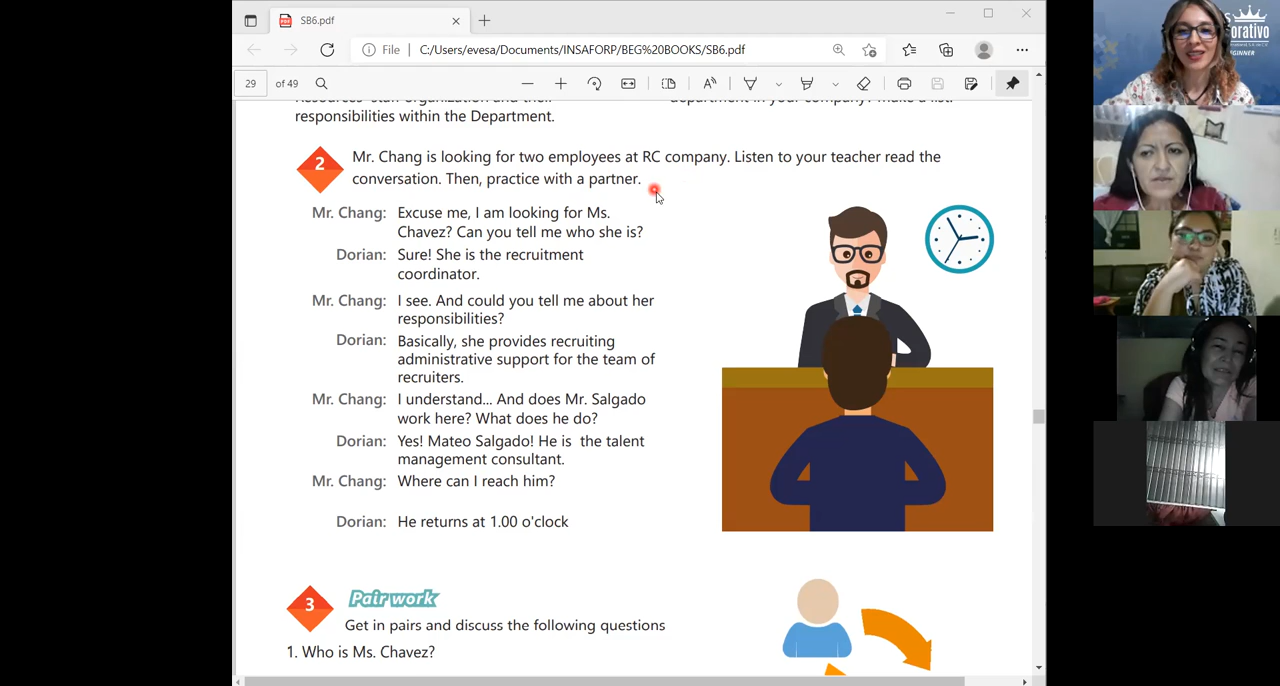 SB6.pdf
File C:/Users/evesa/Documents/INSAFORP/BEG%20BOOKS/SB6.pdf
29 of 49
responsibilities within the Department.
2 Mr. Chang is looking for two employees at RC company. Listen to your teacher read the
conversation. Then, practice with a partner.
Mr. Chang: Excuse me, I am looking for Ms.
Chavez? Can you tell me who she is?
Dorian: Sure! She is the recruitment
coordinator.
Mr. Chang: I see. And could you tell me about her
responsibilities?
Dorian: Basically, she provides recruiting
administrative support for the team of
recruiters.
Mr. Chang: I understand... And does Mr. Salgado
work here? What does he do?
Dorian: Yes! Mateo Salgado! He is the talent
management consultant.
Mr. Chang: Where can I reach him?
Dorian: He returns at 1.00 o'clock
3 Pair work
Get in pairs and discuss the following questions
1. Who is Ms. Chavez?
orativo